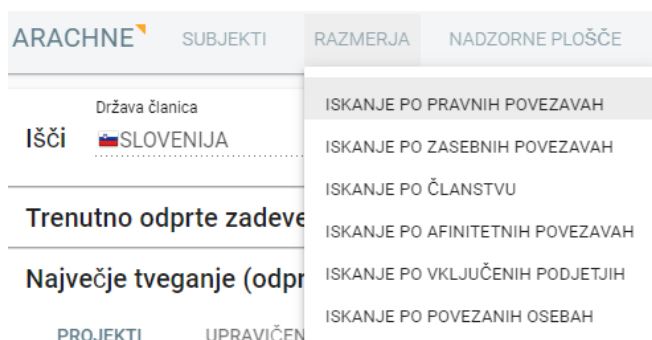 ARACHNE SUBJEKTI RAZMERJA NADZORNE PLOŠČE
Država članica
Išči SLOVENIJA
Trenutno odprte zadeve
Največje tveganje
PROJEKTI
ISKANJE PO PRAVNIH POVEZAVAH
ISKANJE PO ZASEBNIH POVEZAVAH
ISKANJE PO ČLANSTVU
ISKANJE PO AFINITETNIH POVEZAVAH
ISKANJE PO VKLJUČENIH PODJETJIH
ISKANJE PO POVEZANIH OSEBAH